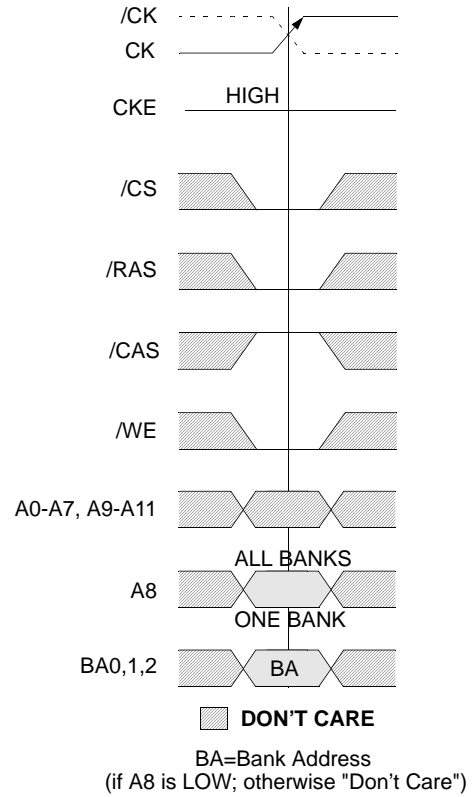 /CK
CK
CKE HIGH
/CS
/RAS
/CAS
/WE
A0-A7, A9-A11
ALL BANKS
A8
ONE BANK
BA0,1,2 BA
DON'T CARE
BA=Bank Address
(if A8 is LOW; otherwise "Don't Care")